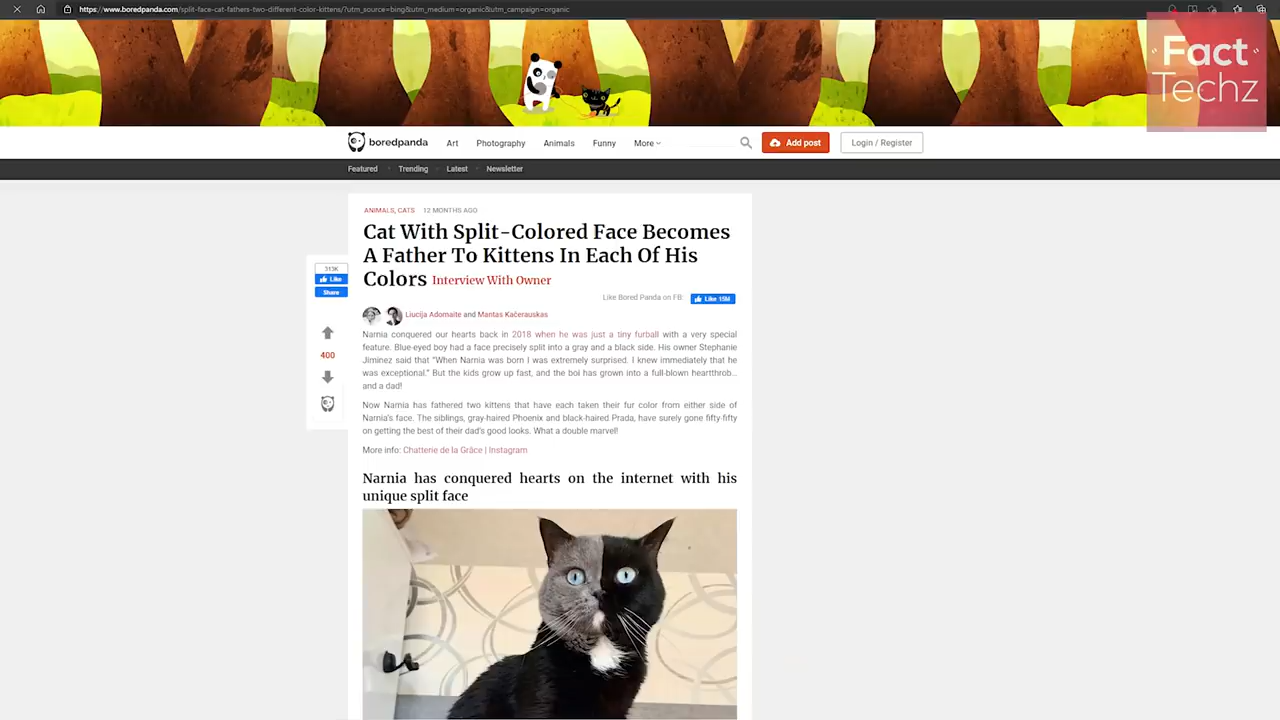 https://www.boredpanda.com/split-face-cat-fathers-two-different-color-kittens/?utm_source=bing&utm_medium=organic&utm_campaign=organic
Fact
Techz
boredpanda
Art Photography Animals Funny More
Add post
Login / Register
Featured Trending Latest Newsletter
ANIMALS, CATS 12 MONTHS AGO
Cat With Split-Colored Face Becomes
A Father To Kittens In Each Of His
Colors Interview With Owner
313K
Like
Share
Like Bored Panda on FB: Like 15M
Liucija Adomaite and Mantas Kačerauskas
400
Narnia conquered our hearts back in 2018 when he was just a tiny furball with a very special
feature. Blue-eyed boy had a face precisely split into a gray and a black side. His owner Stephanie
Jiminez said that "When Narnia was born I was extremely surprised. I knew immediately that he
was exceptional." But the kids grow up fast, and the boi has grown into a full-blown heartthrob...
and a dad!
Now Narnia has fathered two kittens that have each taken their fur color from either side of
Narnia's face. The siblings, gray-haired Phoenix and black-haired Prada, have surely gone fifty-fifty
on getting the best of their dad's good looks. What a double marvel!
More info: Chatterie de la Grâce | Instagram
Narnia has conquered hearts on the internet with his
unique split face